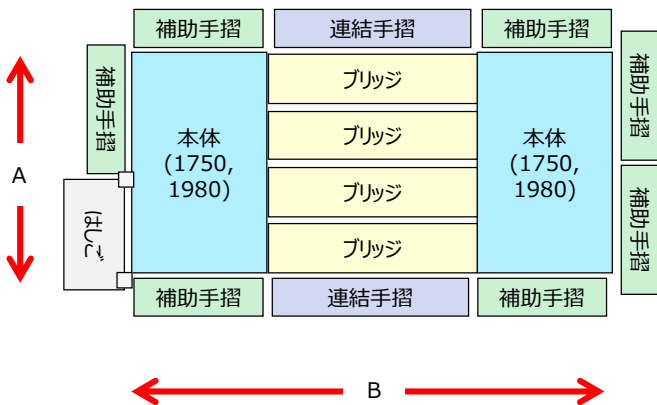 補助手摺
連結手摺
補助手摺
補助手摺
ブリッジ
補助手摺
A
本体
(1750,
1980)
ブリッジ
本体
(1750,
1980)
はしご
ブリッジ
補助手摺
ブリッジ
補助手摺
連結手摺
補助手摺
B